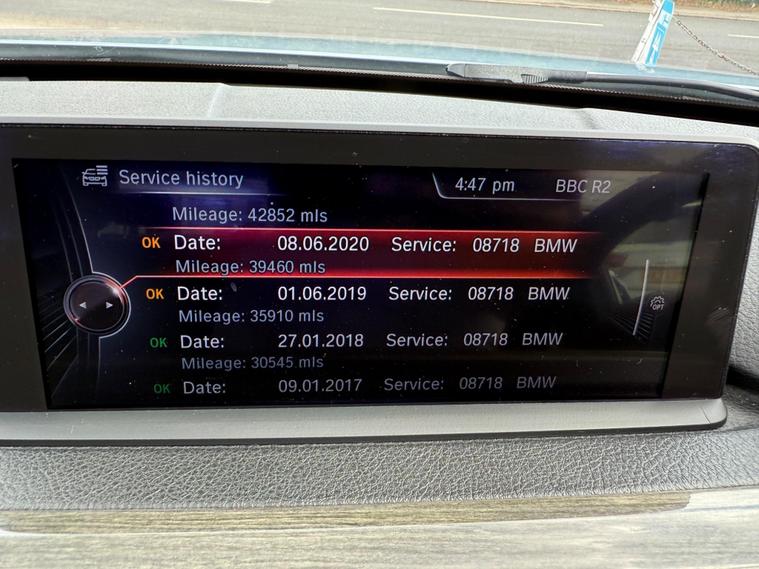 Service history
4:47 pm
BBC R2
Mileage: 42852 mls
OK Date: 08.06.2020 Service: 08718 BMW
Mileage: 39460 mls
OK Date: 01.06.2019 Service: 08718 BMW
Mileage: 35910 mls
OK Date: 27.01.2018 Service: 08718 BMW
Mileage: 30545 mls
OK Date: 09.01.2017 Service: 08718 BMW
OPT